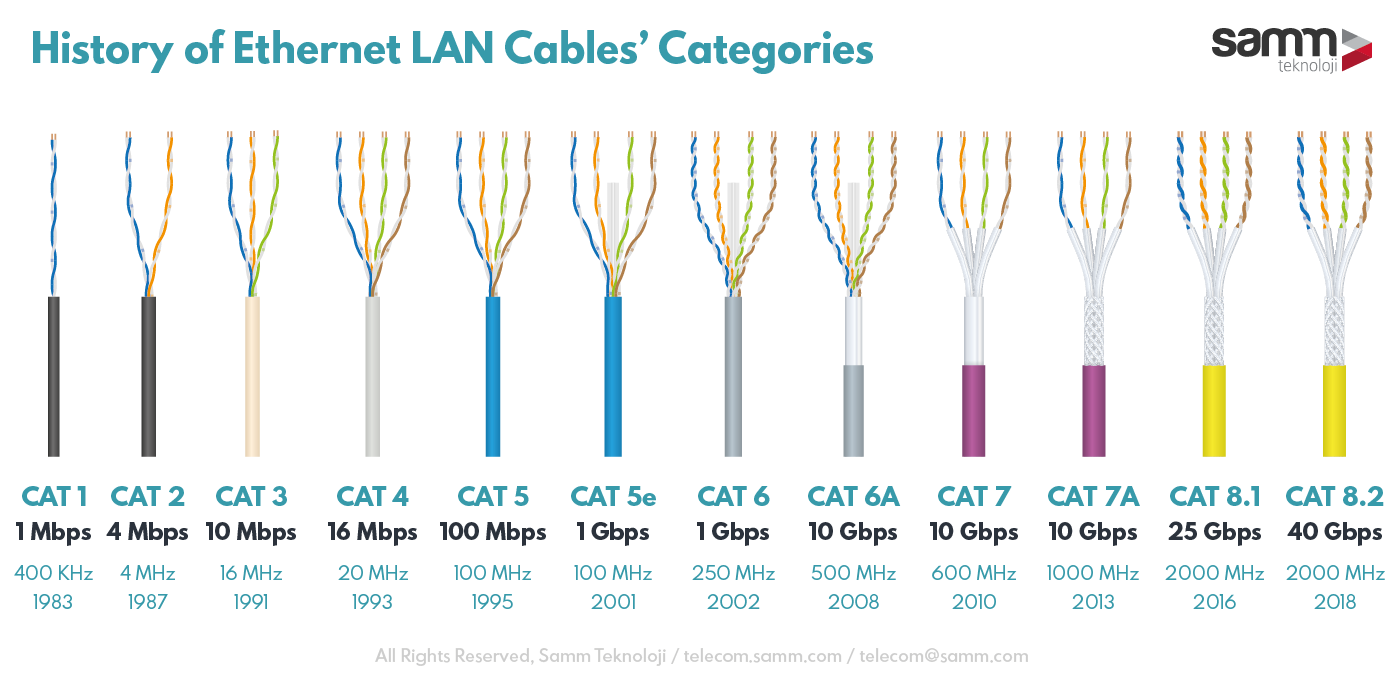 History of Ethernet LAN Cables’ Categories
samm
teknoloji
CAT 1 CAT 2 CAT 3 CAT 4 CAT 5 CAT 5e CAT 6 CAT 6A CAT 7 CAT 7A CAT 8.1 CAT 8.2
1 Mbps 4 Mbps 10 Mbps 16 Mbps 100 Mbps 1 Gbps 1 Gbps 10 Gbps 10 Gbps 10 Gbps 25 Gbps 40 Gbps
400 KHz 4 MHz 16 MHz 20 MHz 100 MHz 100 MHz 250 MHz 500 MHz 600 MHz 1000 MHz 2000 MHz 2000 MHz
1983 1987 1991 1993 1995 2001 2002 2008 2010 2013 2016 2018
All Rights Reserved, Samm Teknoloji / telecom.samm.com / telecom@samm.com